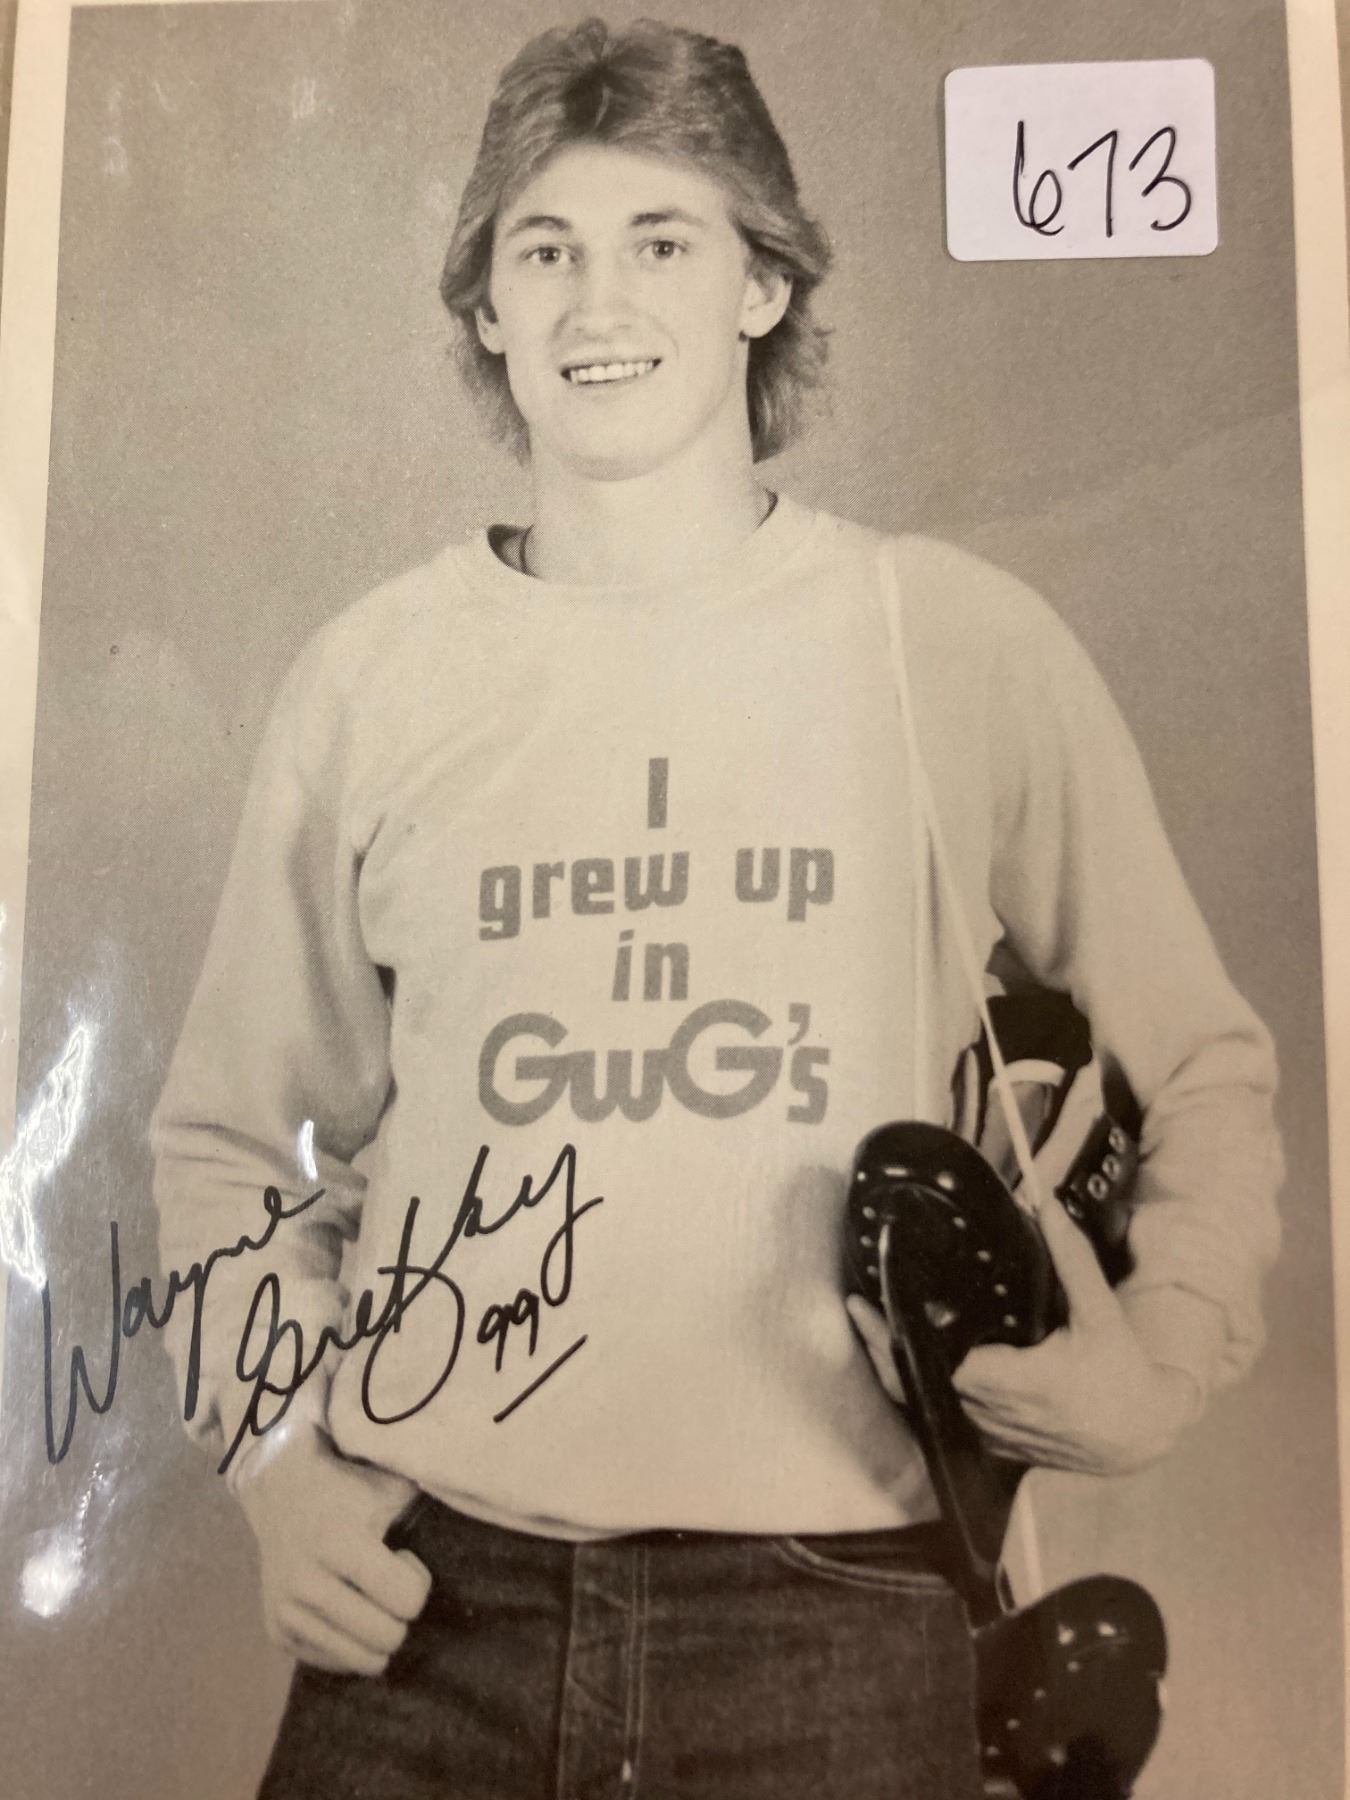 673
I
grew up
in
GWG's
Wayne
Gretzky 99